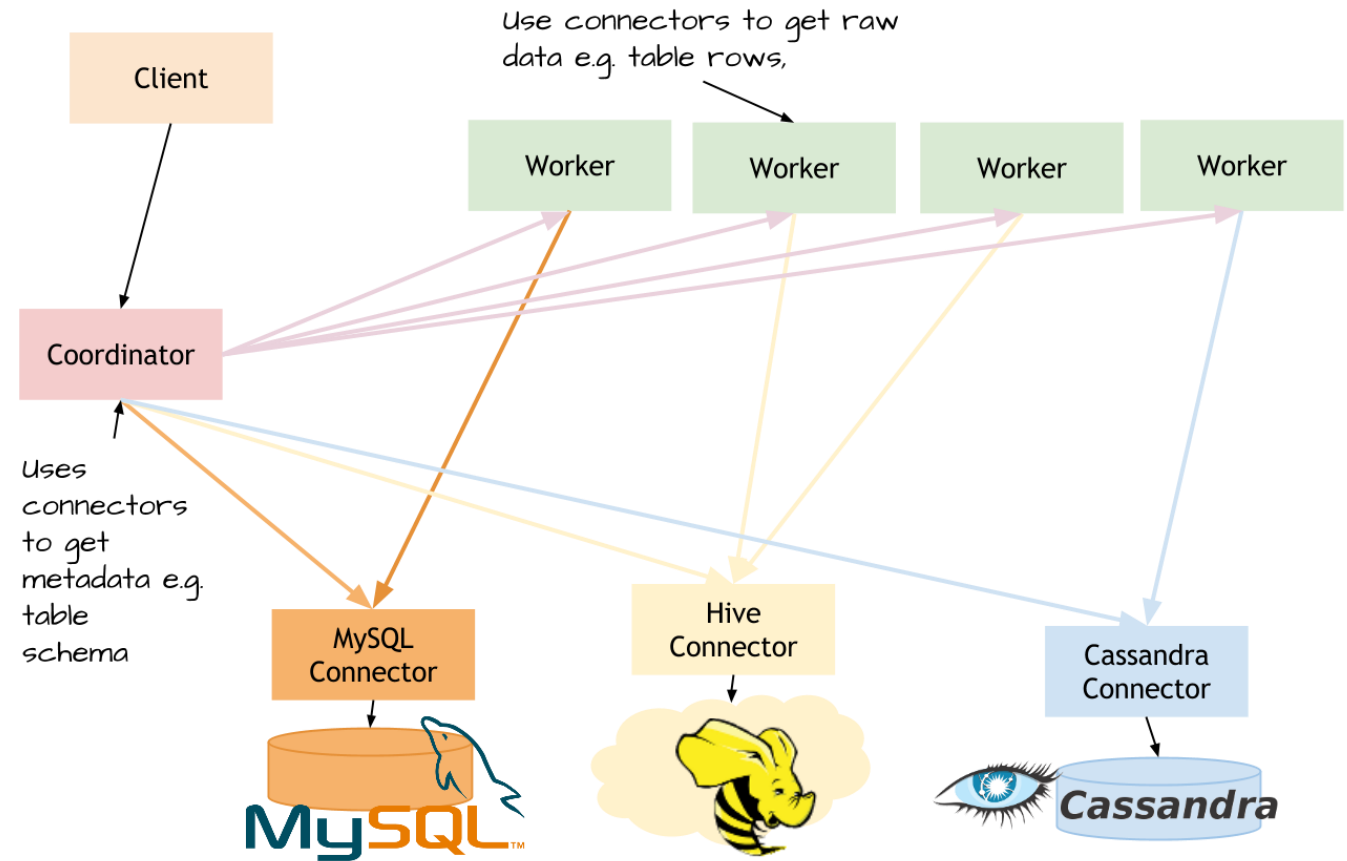 Use connectors to get raw
data e.g. table rows,
Client
Worker
Worker
Worker
Worker
Coordinator
Uses
connectors
to get
metadata e.g.
table
schema
MySQL
Connector
Hive
Connector
Cassandra
Connector
MySQL™
Cassandra